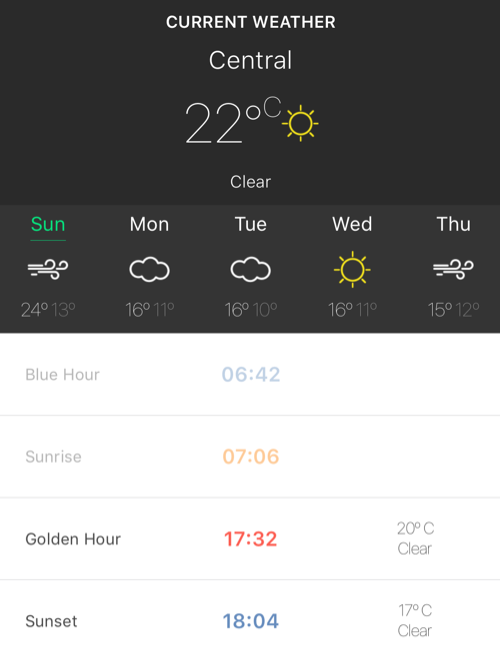 CURRENT WEATHER
Central
22°C
Clear
Sun Mon Tue Wed Thu
24° 13° 16° 11° 16° 10° 16° 11° 15° 12°
Blue Hour 06:42
Sunrise 07:06
Golden Hour 17:32 20° C
Clear
Sunset 18:04 17° C
Clear